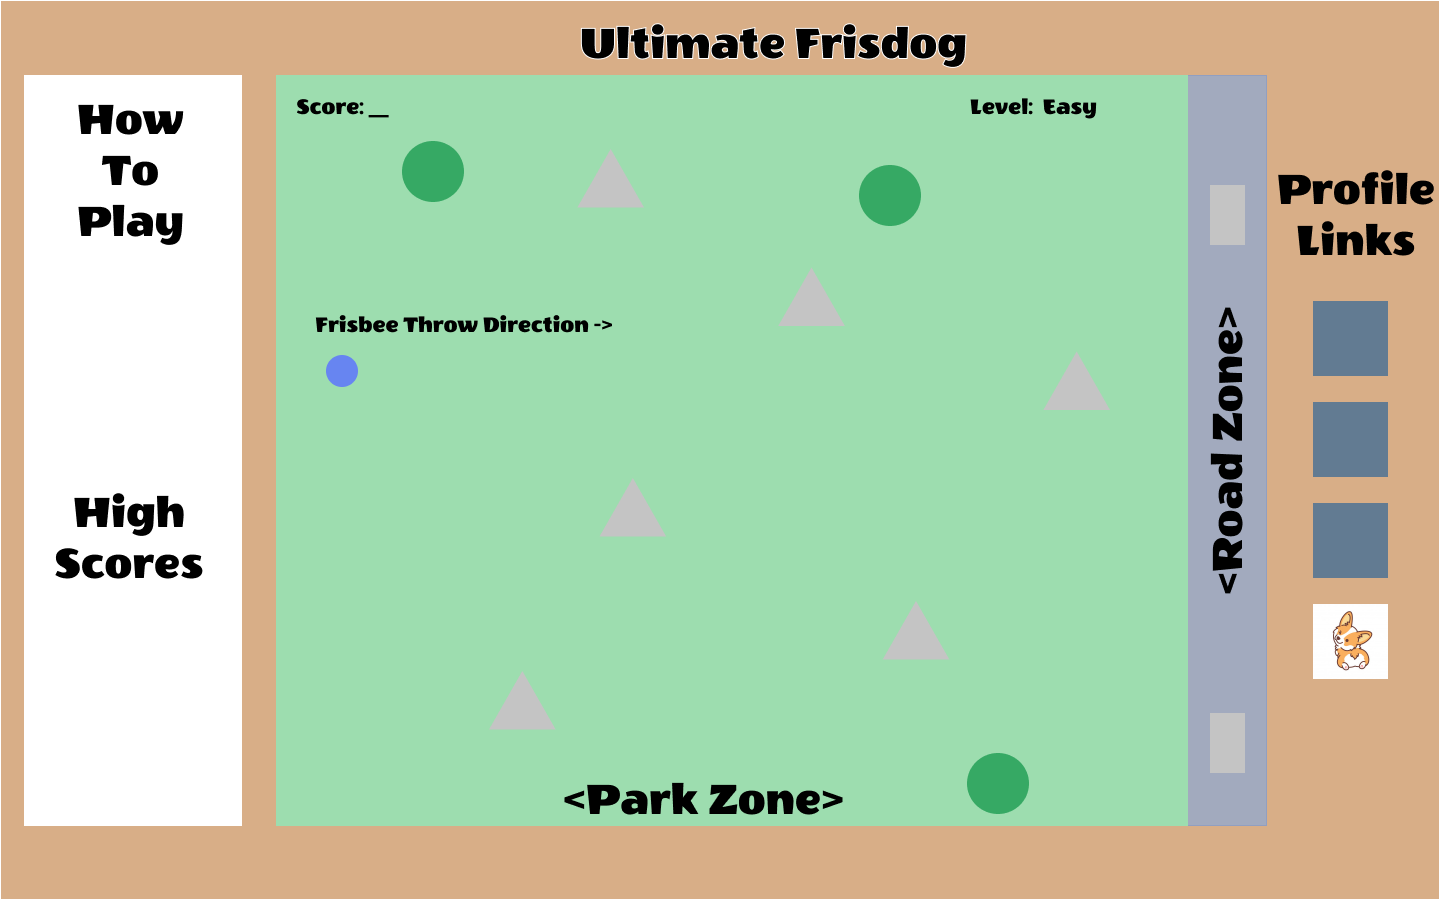 Ultimate Frisdog
How
To
Play
High
Scores
Score: __
Level: Easy
Frisbee Throw Direction ->
<Park Zone>
<Road Zone>
Profile
Links